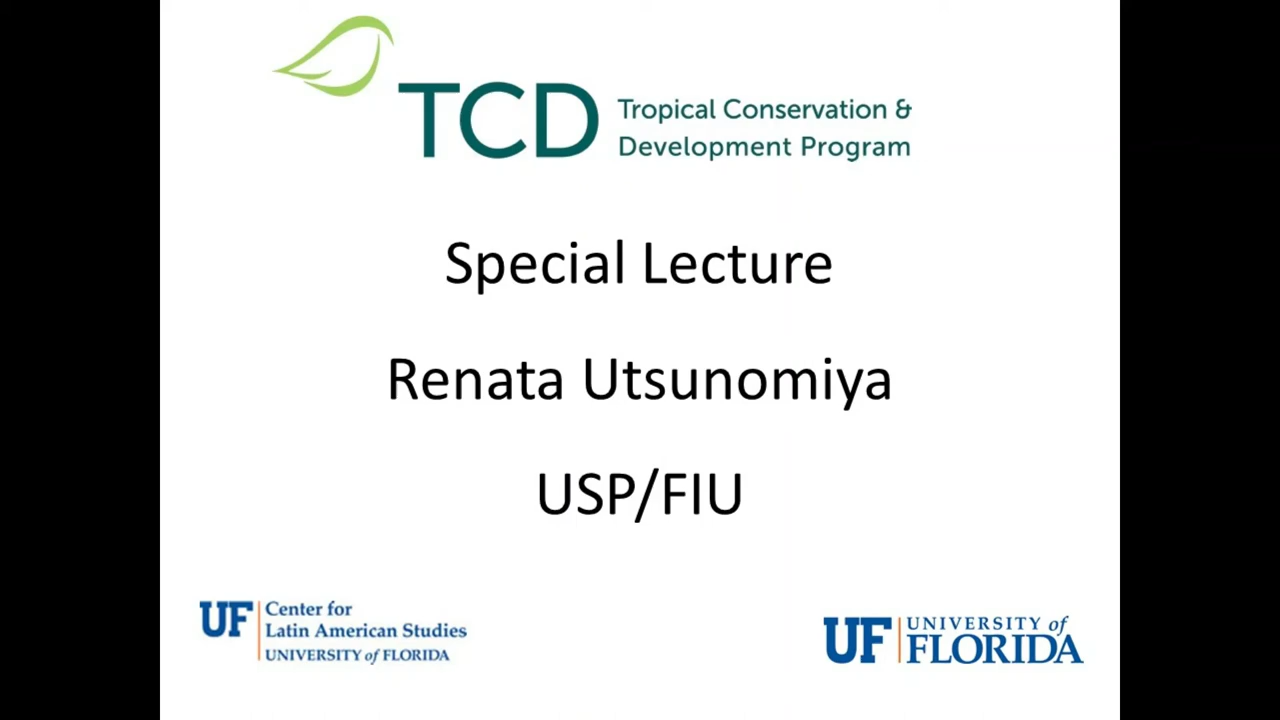 TCD
Tropical Conservation &
Development Program
Special Lecture
Renata Utsunomiya
USP/FIU
UF
Center for
Latin American Studies
UNIVERSITY of FLORIDA
UF
UNIVERSITY of
FLORIDA